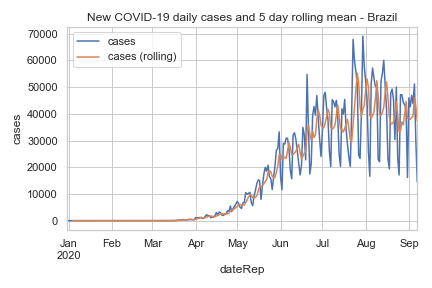 New COVID-19 daily cases and 5 day rolling mean - Brazil
cases
cases (rolling)
70000
60000
50000
40000
30000
20000
10000
0
cases
Jan Feb Mar Apr May Jun Jul Aug Sep
2020
dateRep